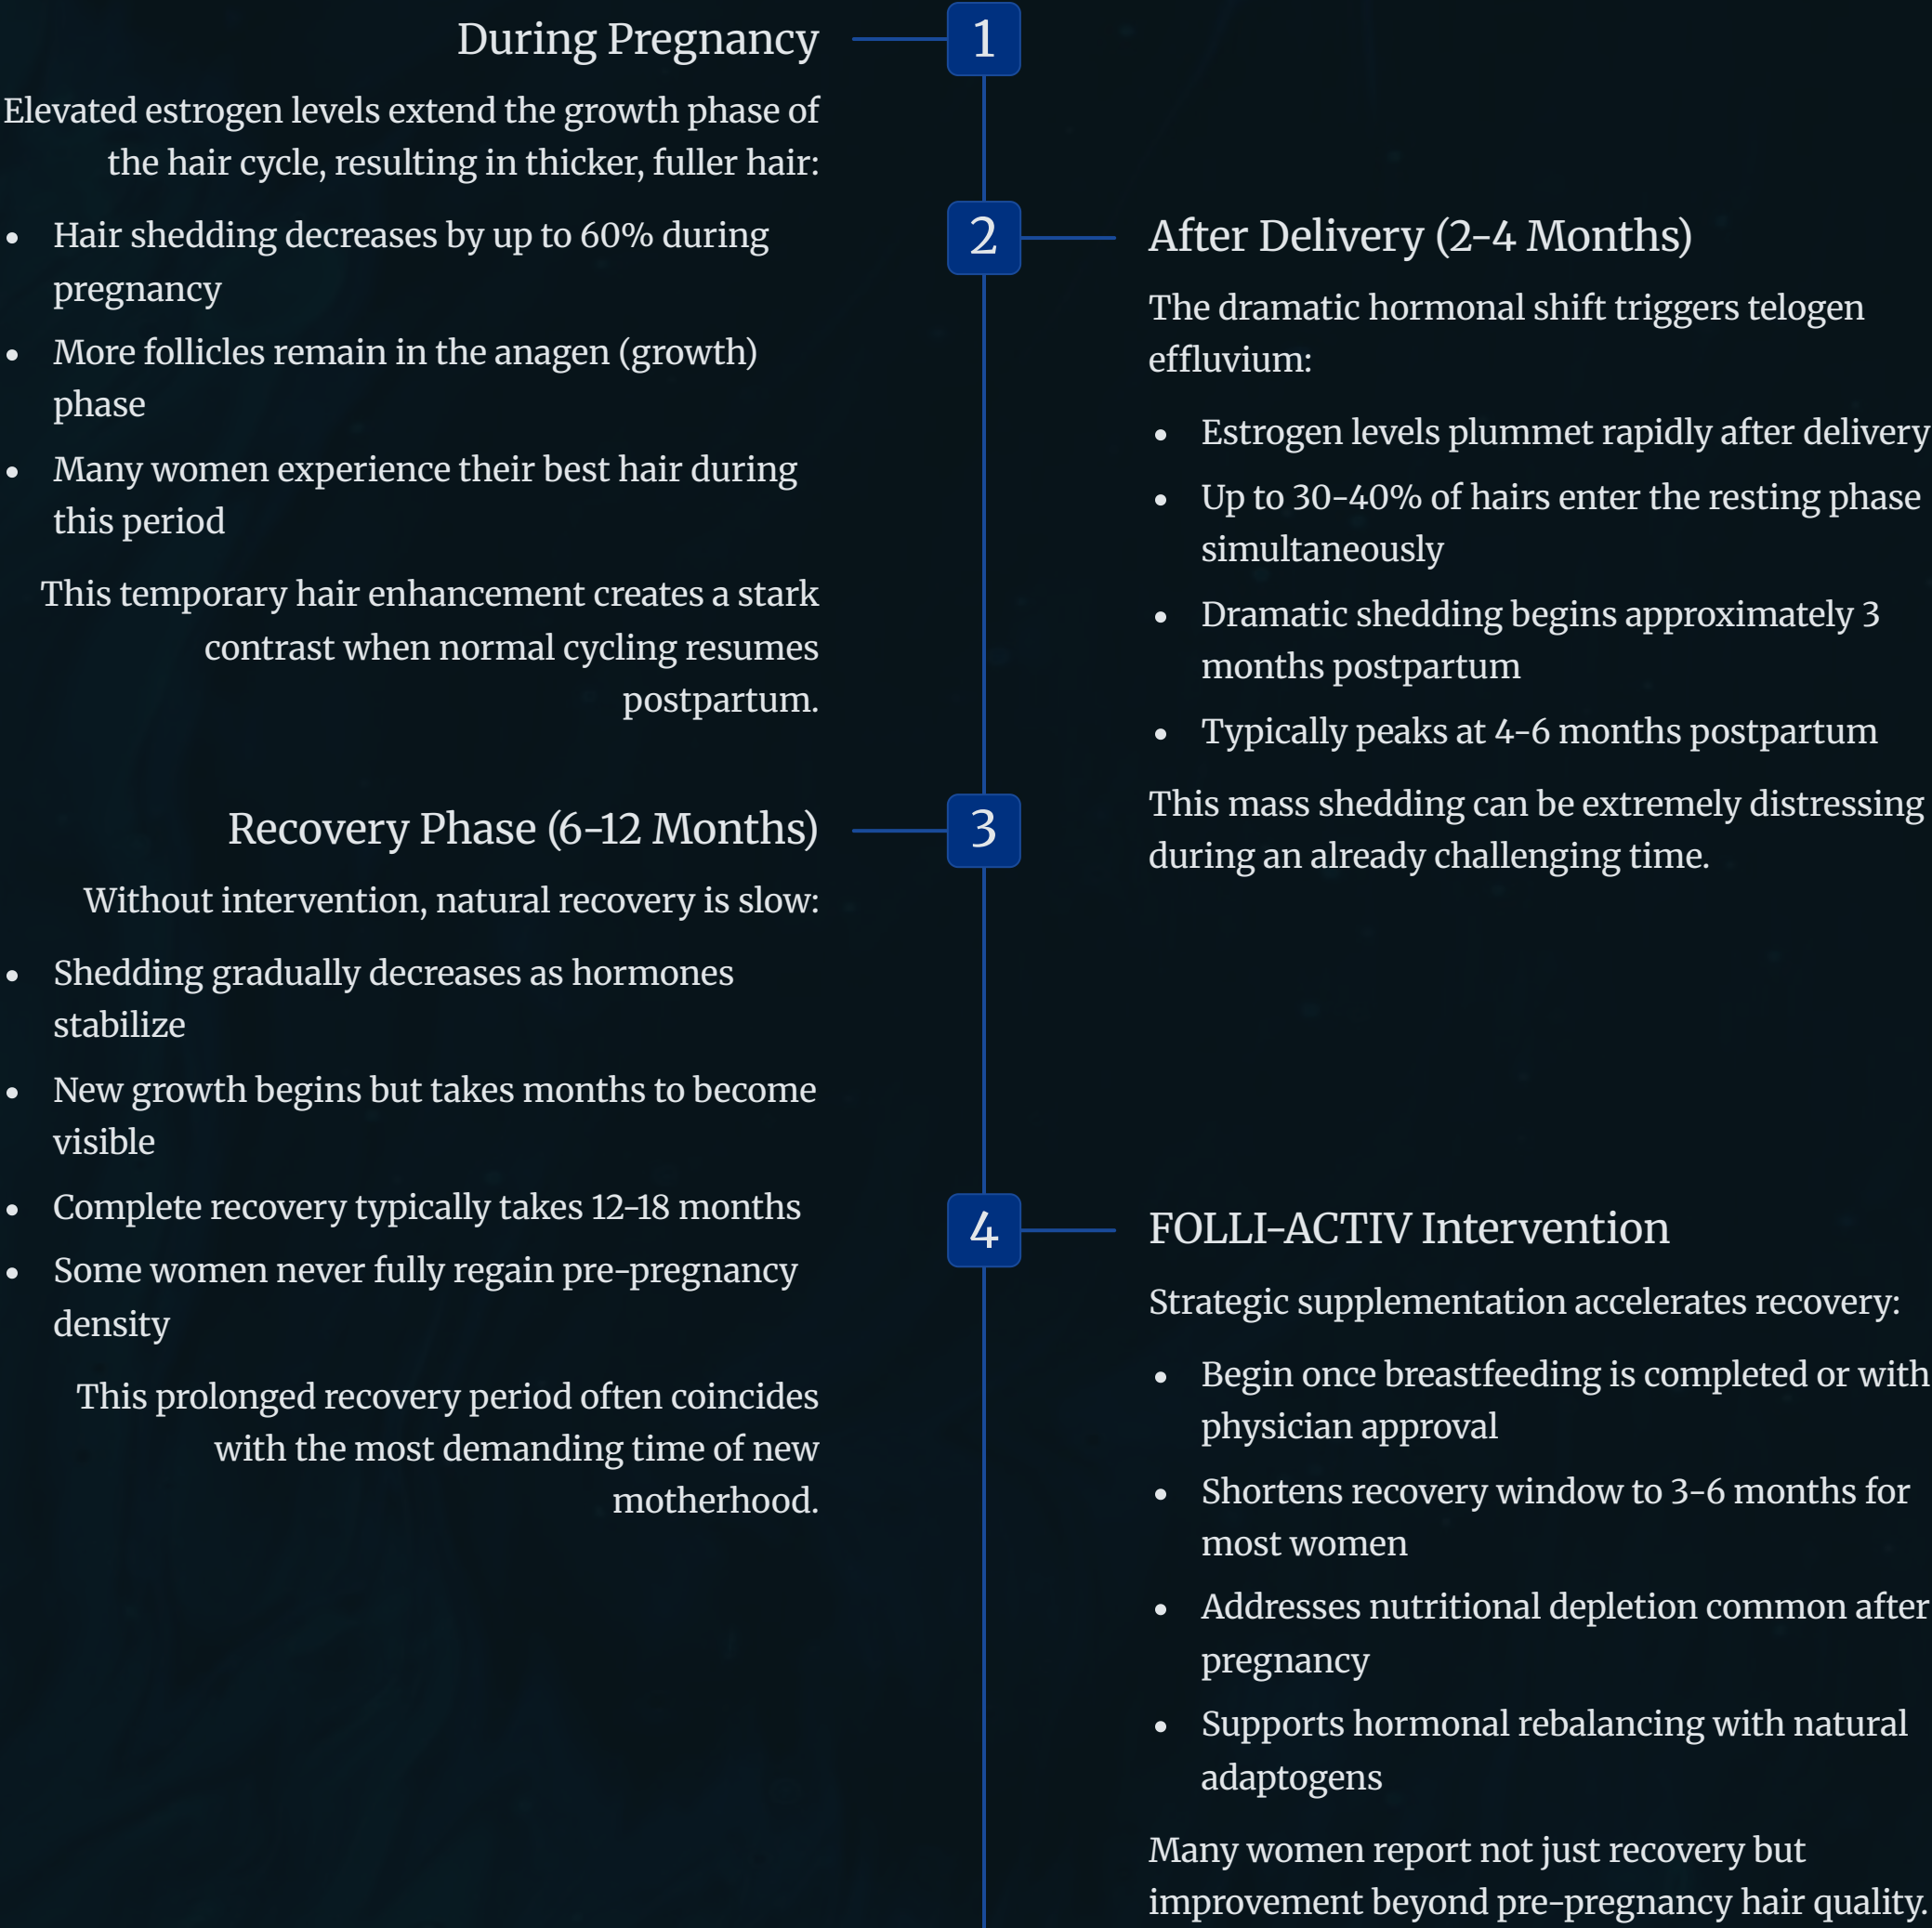 During Pregnancy
1
Elevated estrogen levels extend the growth phase of
the hair cycle, resulting in thicker, fuller hair:
• Hair shedding decreases by up to 60% during
pregnancy
• More follicles remain in the anagen (growth)
phase
• Many women experience their best hair during
this period
This temporary hair enhancement creates a stark
contrast when normal cycling resumes
postpartum.
2
After Delivery (2-4 Months)
The dramatic hormonal shift triggers telogen
effluvium:
• Estrogen levels plummet rapidly after delivery
• Up to 30-40% of hairs enter the resting phase
simultaneously
• Dramatic shedding begins approximately 3
months postpartum
• Typically peaks at 4-6 months postpartum
This mass shedding can be extremely distressing
during an already challenging time.
Recovery Phase (6-12 Months)
3
Without intervention, natural recovery is slow:
• Shedding gradually decreases as hormones
stabilize
• New growth begins but takes months to become
visible
• Complete recovery typically takes 12-18 months
• Some women never fully regain pre-pregnancy
density
This prolonged recovery period often coincides
with the most demanding time of new
motherhood.
4
FOLLI-ACTIV Intervention
Strategic supplementation accelerates recovery:
• Begin once breastfeeding is completed or with
physician approval
• Shortens recovery window to 3-6 months for
most women
• Addresses nutritional depletion common after
pregnancy
• Supports hormonal rebalancing with natural
adaptogens
Many women report not just recovery but
improvement beyond pre-pregnancy hair quality.